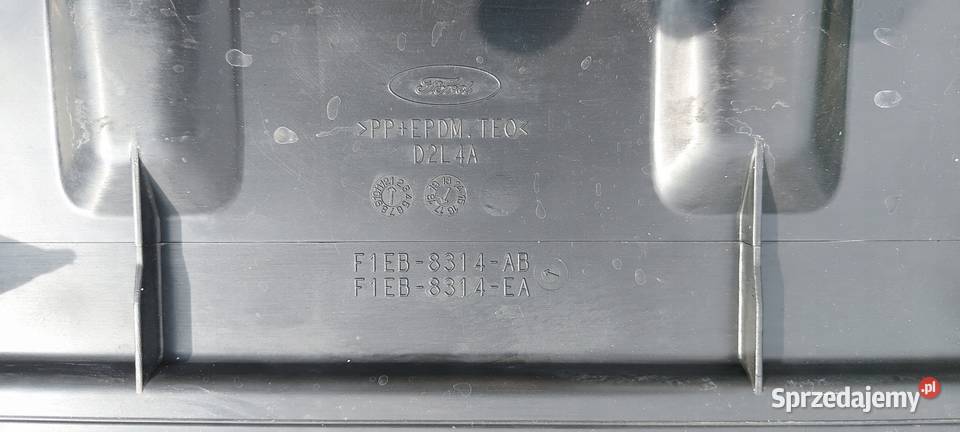 Ford
>PP+EPDM.TEO<
D2L4A
F1EB-8314-AB
F1EB-8314-EA
Sprzedajemy.pl